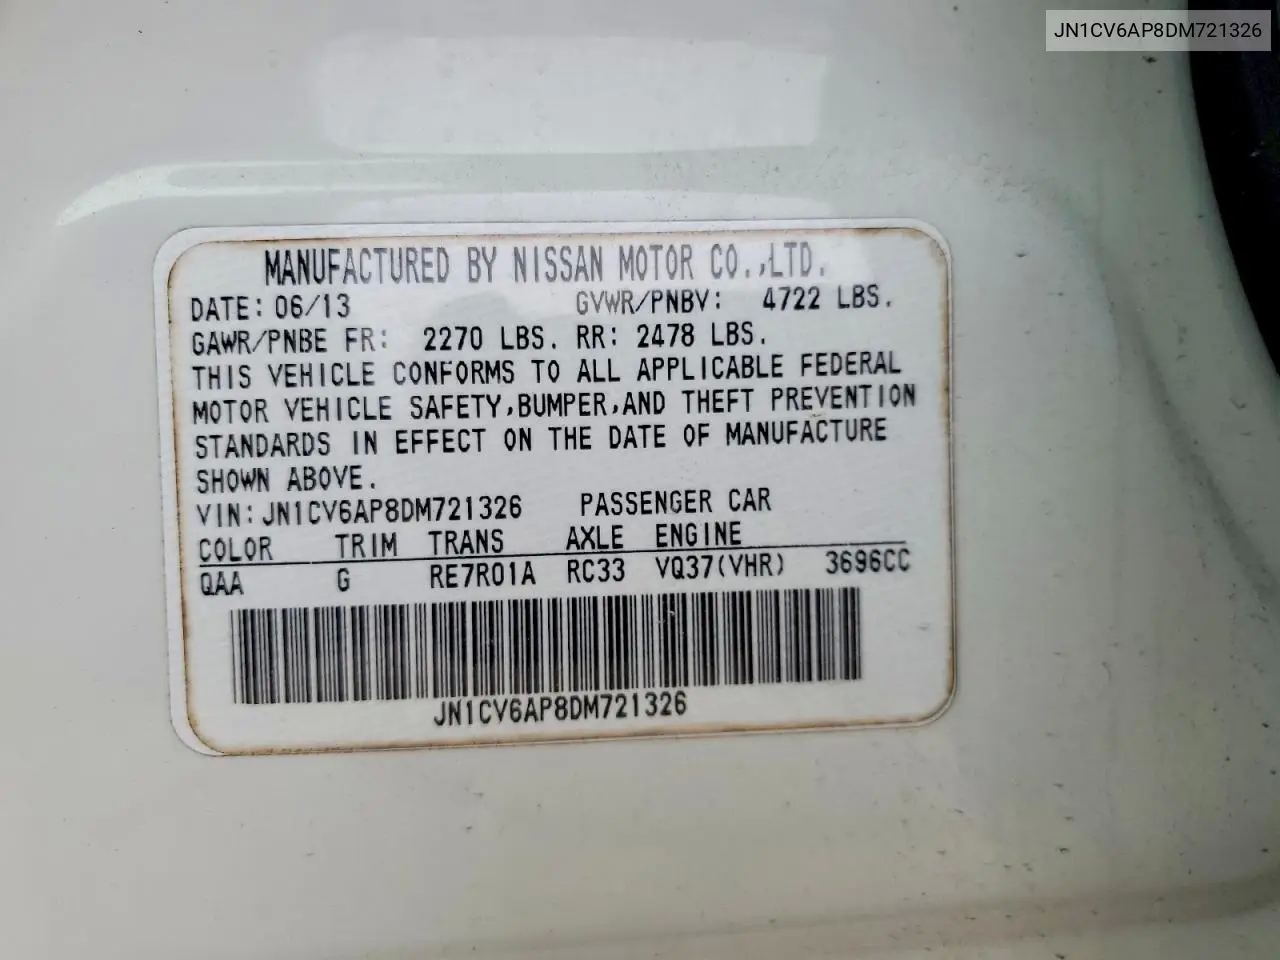 JN1CV6AP8DM721326
MANUFACTURED BY NISSAN MOTOR CO.,LTD.
DATE: 06/13 GVWR/PNBV: 4722 LBS.
GAWR/PNBE FR: 2270 LBS. RR: 2478 LBS.
THIS VEHICLE CONFORMS TO ALL APPLICABLE FEDERAL
MOTOR VEHICLE SAFETY,BUMPER,AND THEFT PREVENTION
STANDARDS IN EFFECT ON THE DATE OF MANUFACTURE
SHOWN ABOVE.
VIN:JN1CV6AP8DM721326 PASSENGER CAR
COLOR TRIM TRANS AXLE ENGINE
QAA G RE7R01A RC33 VQ37(VHR) 3696CC
JN1CV6AP8DM721326